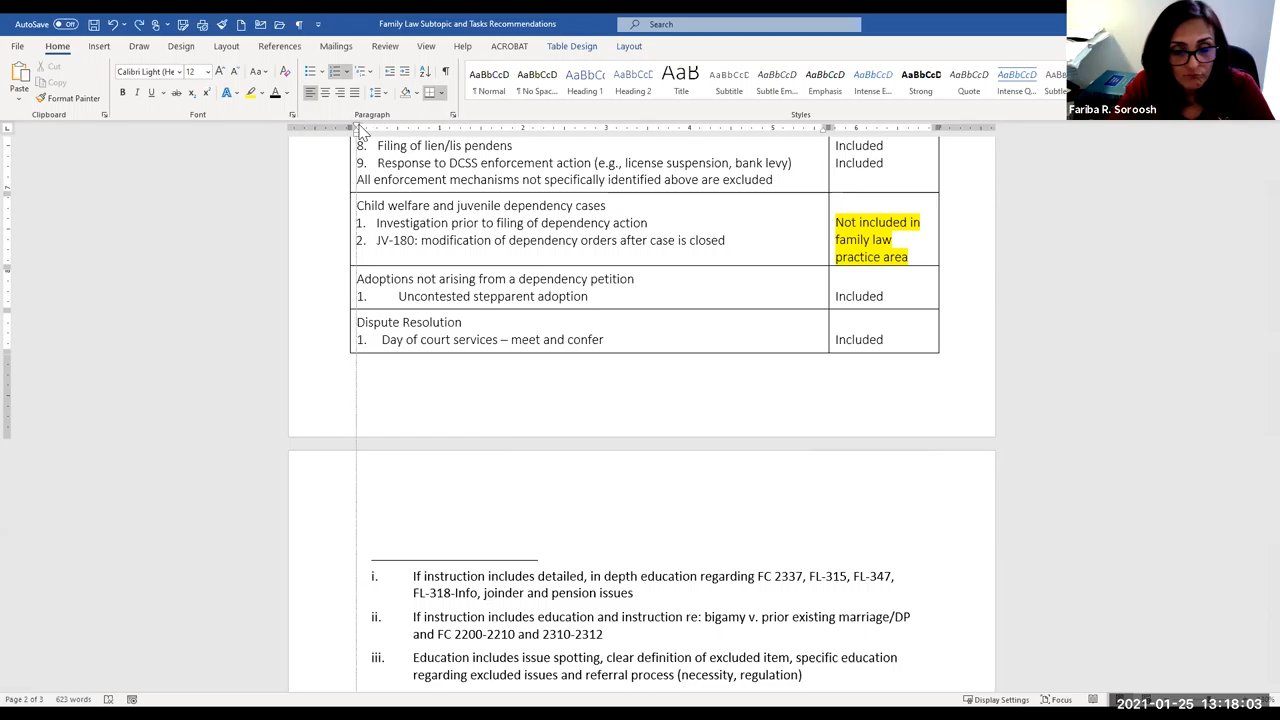 AutoSave Off
Family Law Subtopic and Tasks Recommendations
Search
File Home Insert Draw Design Layout References Mailings Review View Help ACROBAT Table Design Layout
Paste
Cut
Copy
Format Painter
Calibri Light (He 12
AaBbCcD AaBbCcD AaBbC AaBbCcD AaB AaBbCcD AaBbCcD AaBbCcD AaBbCcD AaBbCcD AaBbCcD AaBbCcD
¶ Normal ¶ No Spac... Heading 1 Heading 2 Title Subtitle Subtle Em... Emphasis Intense E... Strong Quote Intense Q...
Clipboard Font Paragraph Styles
Fariba R. Soroosh
8. Filing of lien/lis pendens Included
9. Response to DCSS enforcement action (e.g., license suspension, bank levy) Included
All enforcement mechanisms not specifically identified above are excluded
Child welfare and juvenile dependency cases
1. Investigation prior to filing of dependency action
2. JV-180: modification of dependency orders after case is closed
Not included in
family law
practice area
Adoptions not arising from a dependency petition
1. Uncontested stepparent adoption Included
Dispute Resolution
1. Day of court services – meet and confer Included
i. If instruction includes detailed, in depth education regarding FC 2337, FL-315, FL-347,
FL-318-Info, joinder and pension issues
ii. If instruction includes education and instruction re: bigamy v. prior existing marriage/DP
and FC 2200-2210 and 2310-2312
iii. Education includes issue spotting, clear definition of excluded item, specific education
regarding excluded issues and referral process (necessity, regulation)
Page 2 of 3 623 words
Display Settings Focus
2021-01-25 13:18:03